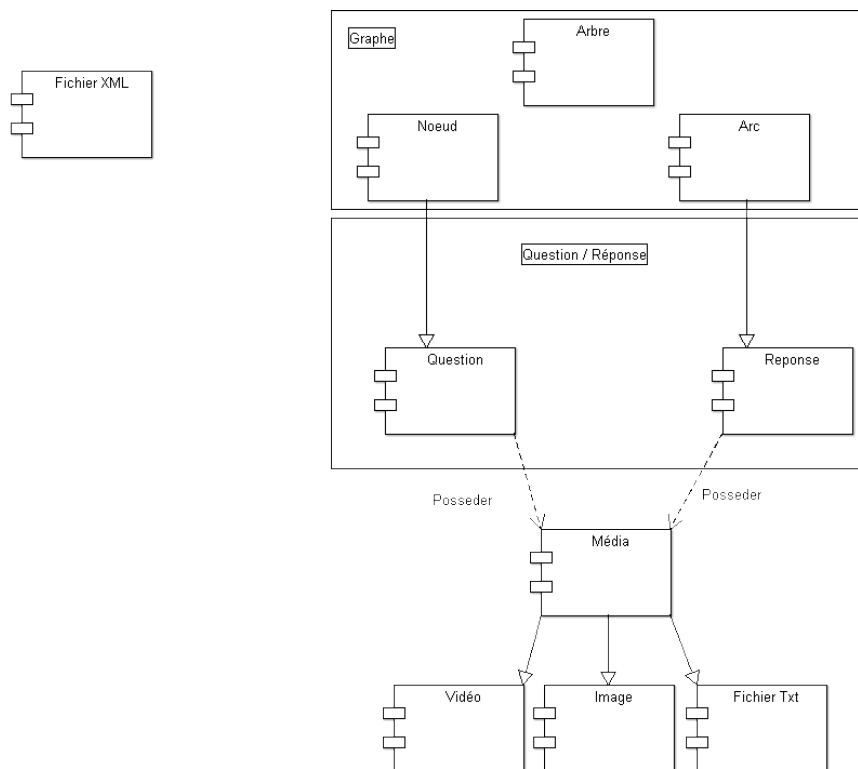 Graphe
Arbre
Fichier XML
Noeud
Arc
Question / Réponse
Question
Reponse
Posseder
Posseder
Média
Vidéo
Image
Fichier Txt